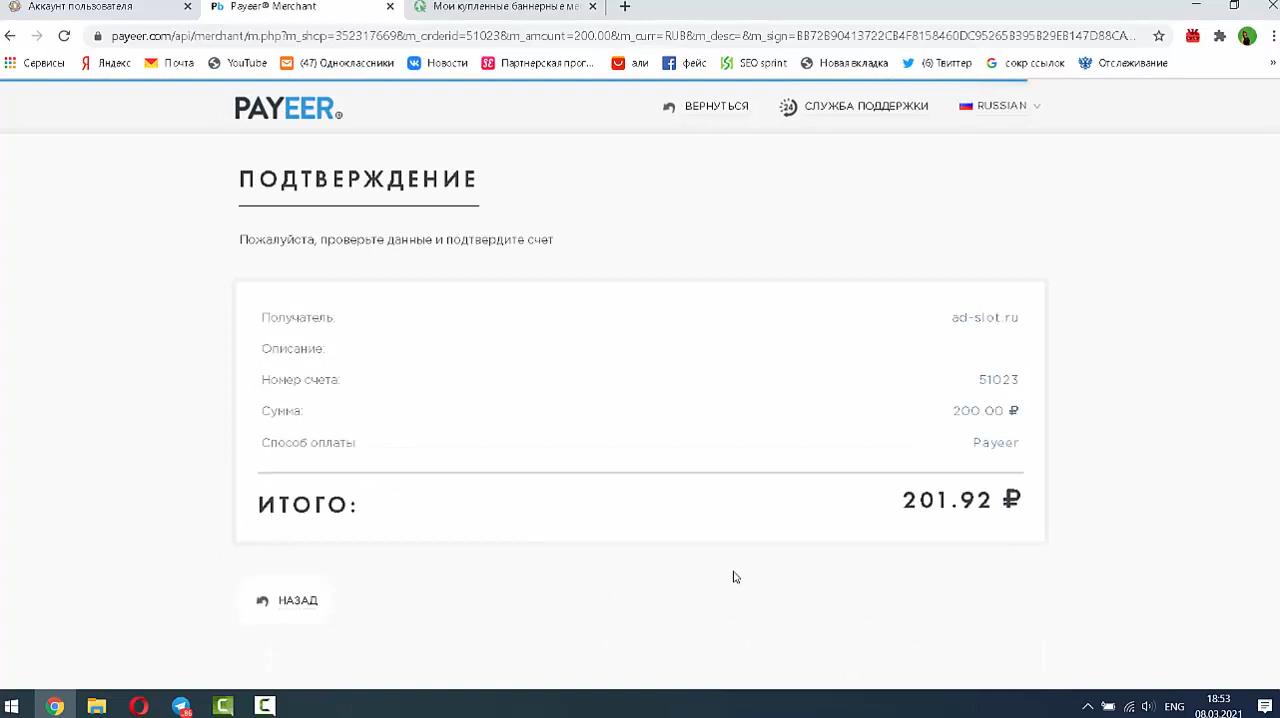 Аккаунт пользователя
Payeer® Merchant
Мои купленные баннерные ме
payeer.com/api/merchant/m.php?m_shop=352317669&m_orderid=51023&m_amount=200.00&m_curr=RUB&m_desc=&m_sign=BB72B90413722CB4F8158460DC95265B395B29EB147D88CA...
Сервисы Яндекс Почта YouTube (47) Одноклассники Новости Партнерская прог... али фейс SEO sprint Новая вкладка (6) Твиттер сокр ссылок Отслеживание »
PAYEER®
ВЕРНУТЬСЯ
24 СЛУЖБА ПОДДЕРЖКИ
RUSSIAN
ПОДТВЕРЖДЕНИЕ
Пожалуйста, проверьте данные и подтвердите счет
Получатель: ad-slot.ru
Описание:
Номер счета: 51023
Сумма: 200.00 ₽
Способ оплаты: Payeer
ИТОГО: 201.92 ₽
НАЗАД
86
ENG
18:53
08.03.2021